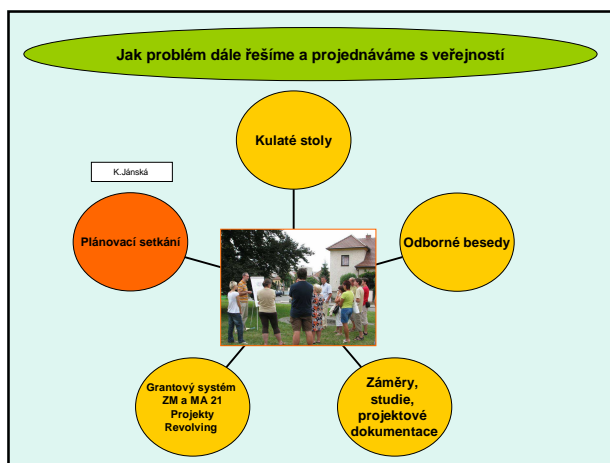 Jak problém dále řešíme a projednáváme s veřejností
Kulaté stoly
K.Jánská
Plánovací setkání
Odborné besedy
Grantový systém
ZM a MA 21
Projekty
Revolving
Záměry,
studie,
projektové
dokumentace